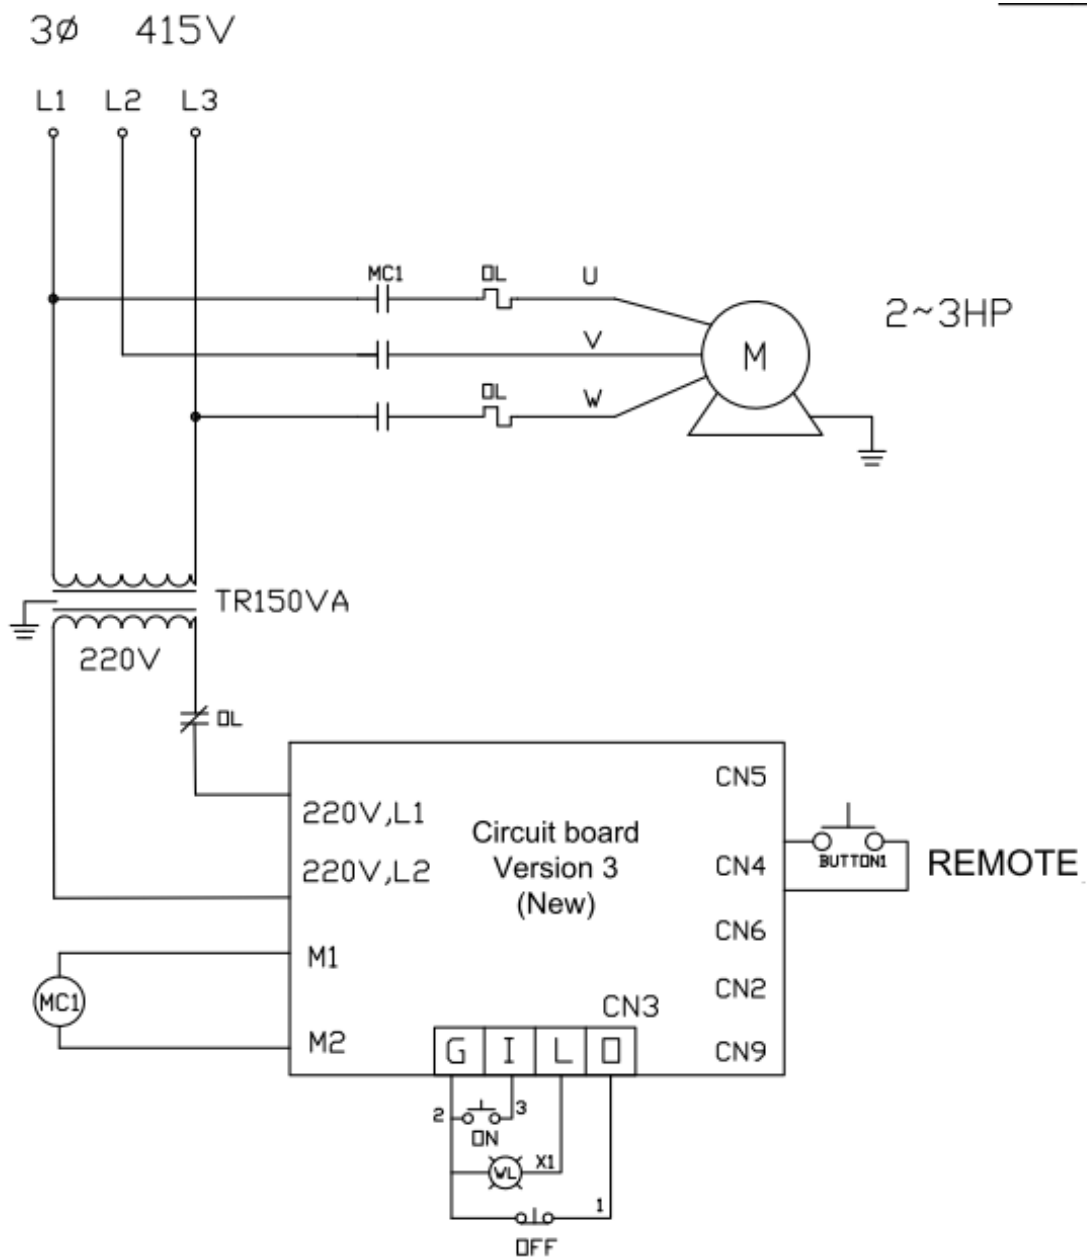 3Ø 415V
L1 L2 L3
MC1 OL U
V
OL W
M
2~3HP
TR150VA
220V
OL
220V,L1
220V,L2
M1
M2
MC1
Circuit board
Version 3
(New)
CN5
CN4
CN6
CN2
CN9
CN3
BUTTON1
REMOTE
G I L O
2 3
ON
WL X1
1
OFF